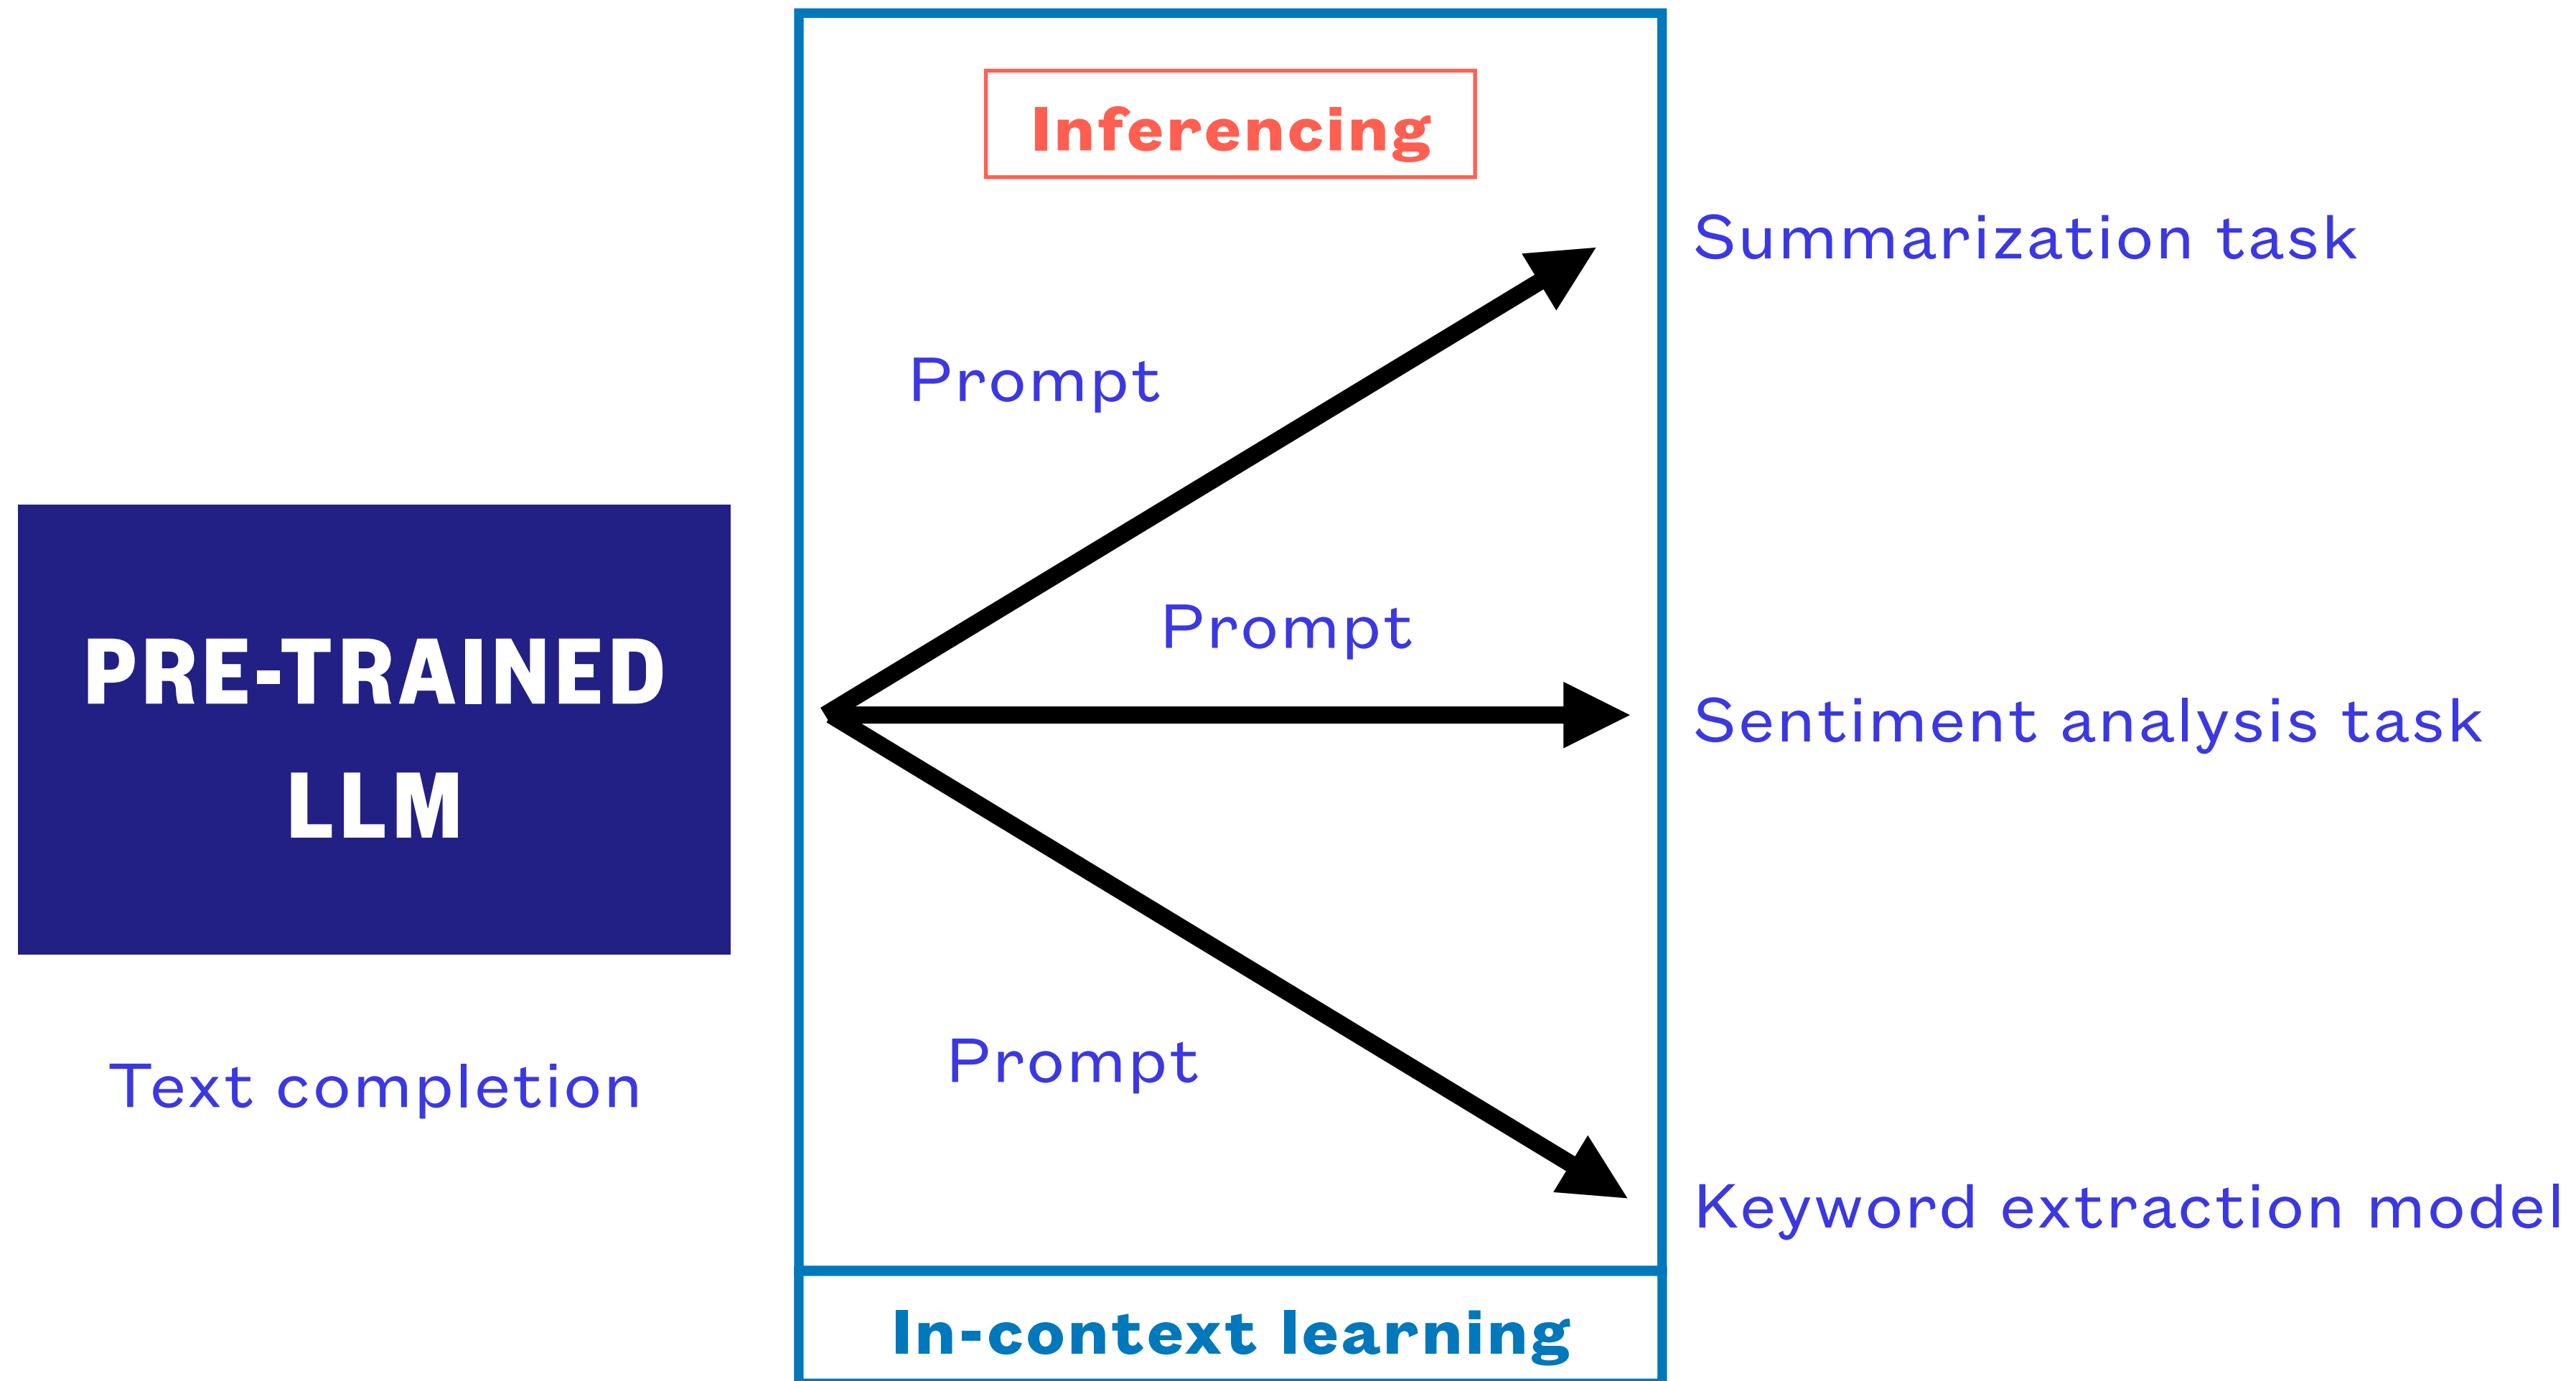 Inferencing
Summarization task
Prompt
Prompt
PRE-TRAINED
LLM
Sentiment analysis task
Prompt
Text completion
Keyword extraction model
In-context learning